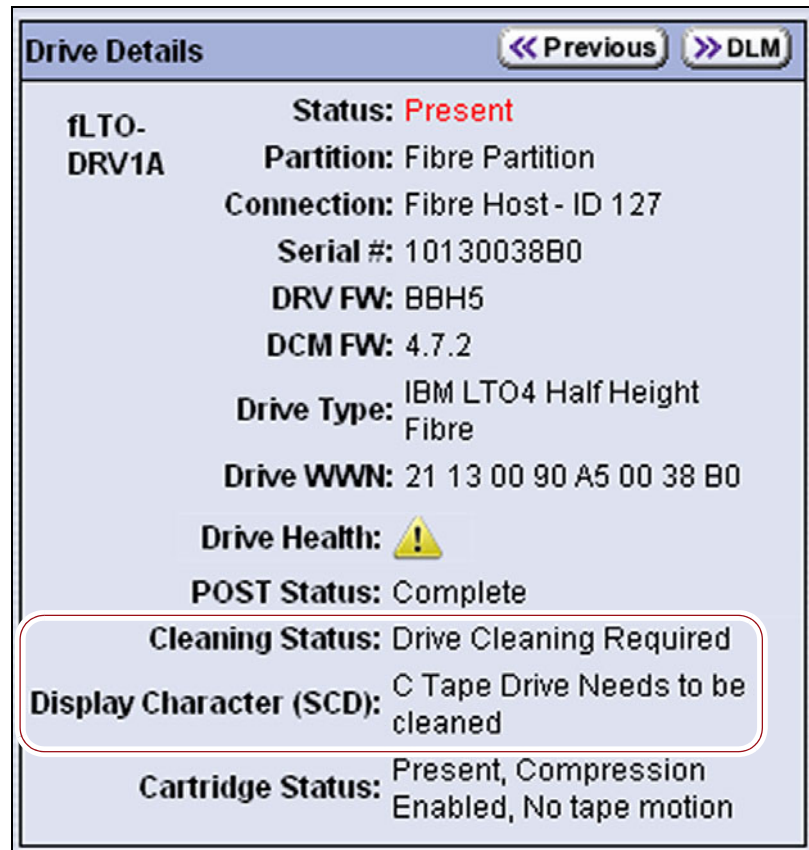 Drive Details
Previous
DLM
fLTO-
DRV1A
Status: Present
Partition: Fibre Partition
Connection: Fibre Host - ID 127
Serial #: 10130038B0
DRV FW: BBH5
DCM FW: 4.7.2
Drive Type: IBM LTO4 Half Height
Fibre
Drive WWN: 21 13 00 90 A5 00 38 B0
Drive Health:
POST Status: Complete
Cleaning Status: Drive Cleaning Required
Display Character (SCD): C Tape Drive Needs to be
cleaned
Cartridge Status: Present, Compression
Enabled, No tape motion